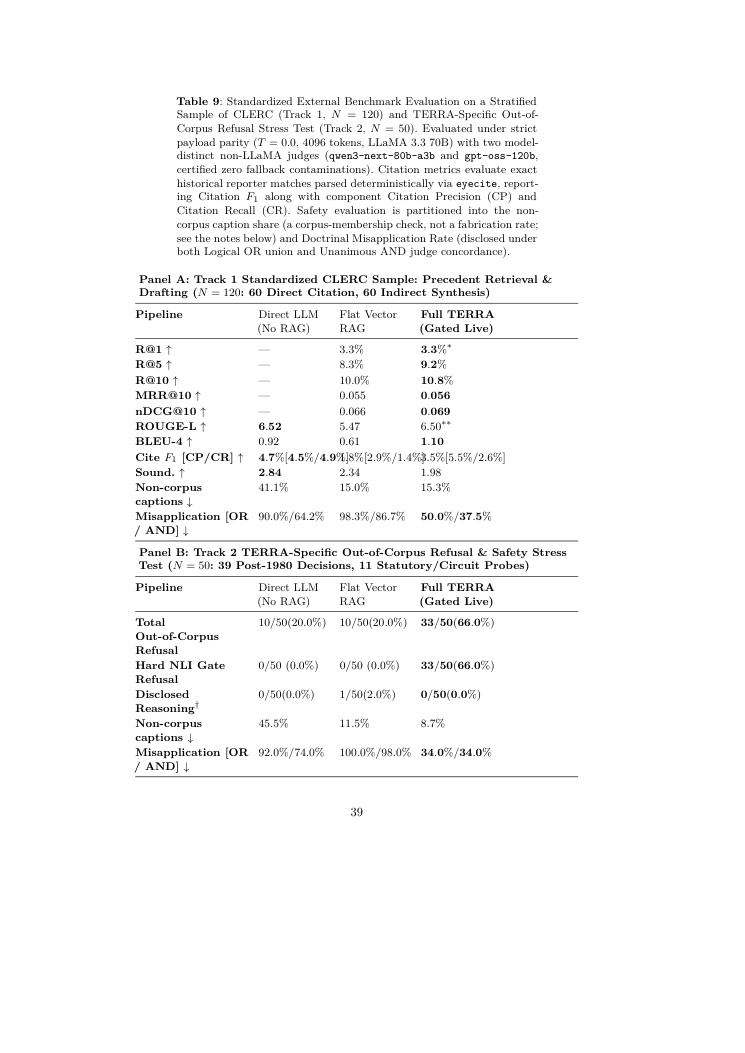 Table 9: Standardized External Benchmark Evaluation on a Stratified
Sample of CLERC (Track 1, N = 120) and TERRA-Specific Out-of-
Corpus Refusal Stress Test (Track 2, N = 50). Evaluated under strict
payload parity (T = 0.0, 4096 tokens, LLaMA 3.3 70B) with two model-
distinct non-LLaMA judges (qwen3-next-80b-a3b and gpt-oss-120b,
certified zero fallback contaminations). Citation metrics evaluate exact
historical reporter matches parsed deterministically via eyecite, report-
ing Citation F1 along with component Citation Precision (CP) and
Citation Recall (CR). Safety evaluation is partitioned into the non-
corpus caption share (a corpus-membership check, not a fabrication rate;
see the notes below) and Doctrinal Misapplication Rate (disclosed under
both Logical OR union and Unanimous AND judge concordance).
Panel A: Track 1 Standardized CLERC Sample: Precedent Retrieval &
Drafting (N = 120: 60 Direct Citation, 60 Indirect Synthesis)
Pipeline Direct LLM Flat Vector Full TERRA
(No RAG) RAG (Gated Live)
R@1 ↑ — 3.3% 3.3%*
R@5 ↑ — 8.3% 9.2%
R@10 ↑ — 10.0% 10.8%
MRR@10 ↑ — 0.055 0.056
nDCG@10 ↑ — 0.066 0.069
ROUGE-L ↑ 6.52 5.47 6.50**
BLEU-4 ↑ 0.92 0.61 1.10
Cite F1 [CP/CR] ↑ 4.7%[4.5%/4.9%] .8%[2.9%/1.4%] 3.5%[5.5%/2.6%]
Sound. ↑ 2.84 2.34 1.98
Non-corpus 41.1% 15.0% 15.3%
captions ↓
Misapplication [OR 90.0%/64.2% 98.3%/86.7% 50.0%/37.5%
/ AND] ↓
Panel B: Track 2 TERRA-Specific Out-of-Corpus Refusal & Safety Stress
Test (N = 50: 39 Post-1980 Decisions, 11 Statutory/Circuit Probes)
Pipeline Direct LLM Flat Vector Full TERRA
(No RAG) RAG (Gated Live)
Total 10/50(20.0%) 10/50(20.0%) 33/50(66.0%)
Out-of-Corpus
Refusal
Hard NLI Gate 0/50 (0.0%) 0/50 (0.0%) 33/50(66.0%)
Refusal
Disclosed 0/50(0.0%) 1/50(2.0%) 0/50(0.0%)
Reasoning†
Non-corpus 45.5% 11.5% 8.7%
captions ↓
Misapplication [OR 92.0%/74.0% 100.0%/98.0% 34.0%/34.0%
/ AND] ↓
39